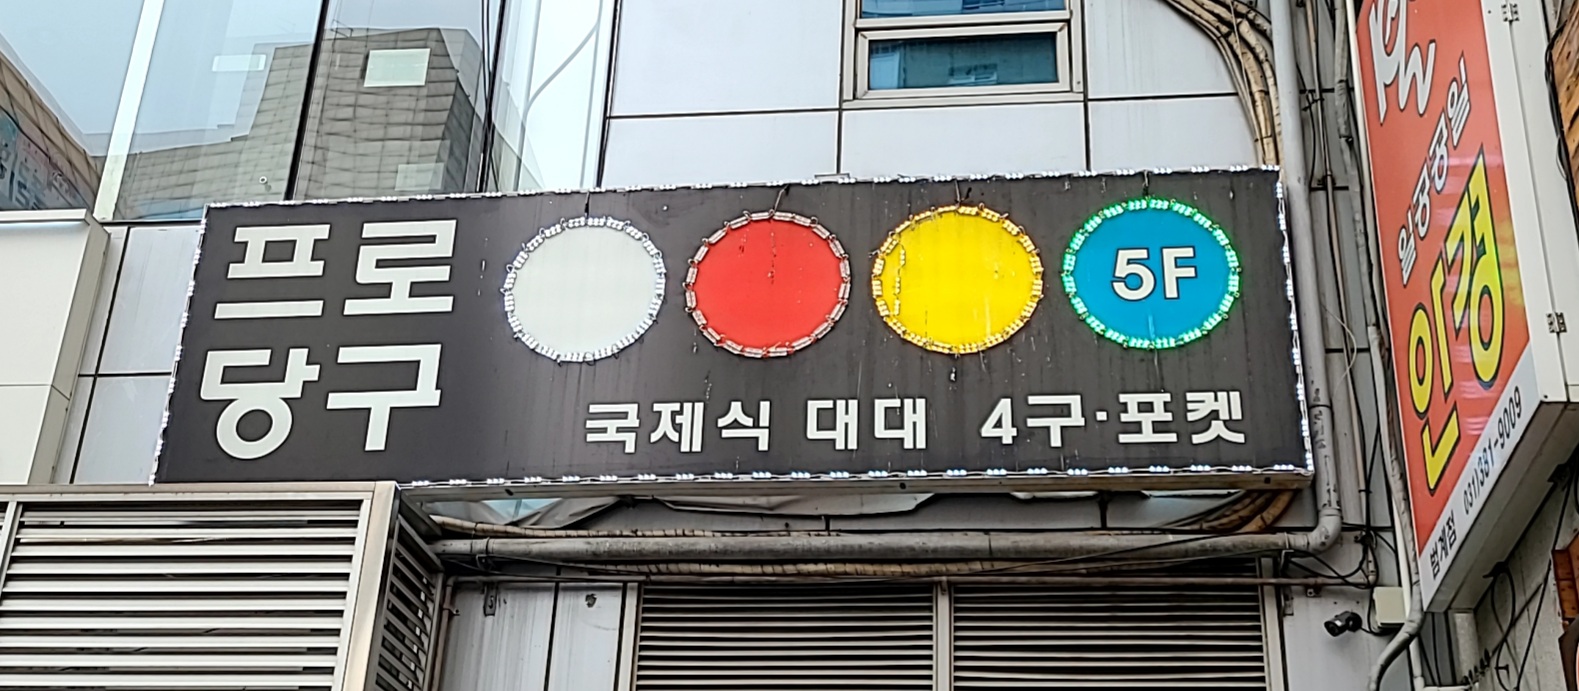 프로
당구
5F
국제식 대대 4구·포켓
일공공일
안경
범계점 031)381-9009